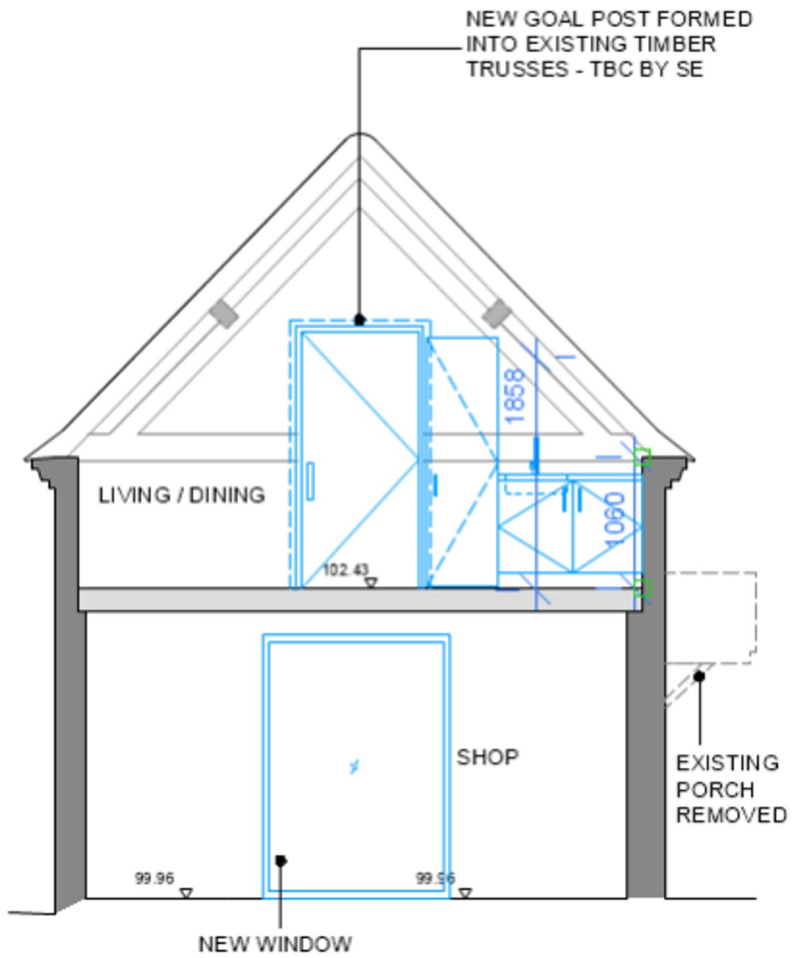 NEW GOAL POST FORMED
INTO EXISTING TIMBER
TRUSSES - TBC BY SE
1858
LIVING / DINING
1060
102.43
SHOP
EXISTING
PORCH
REMOVED
99.96
99.96
NEW WINDOW